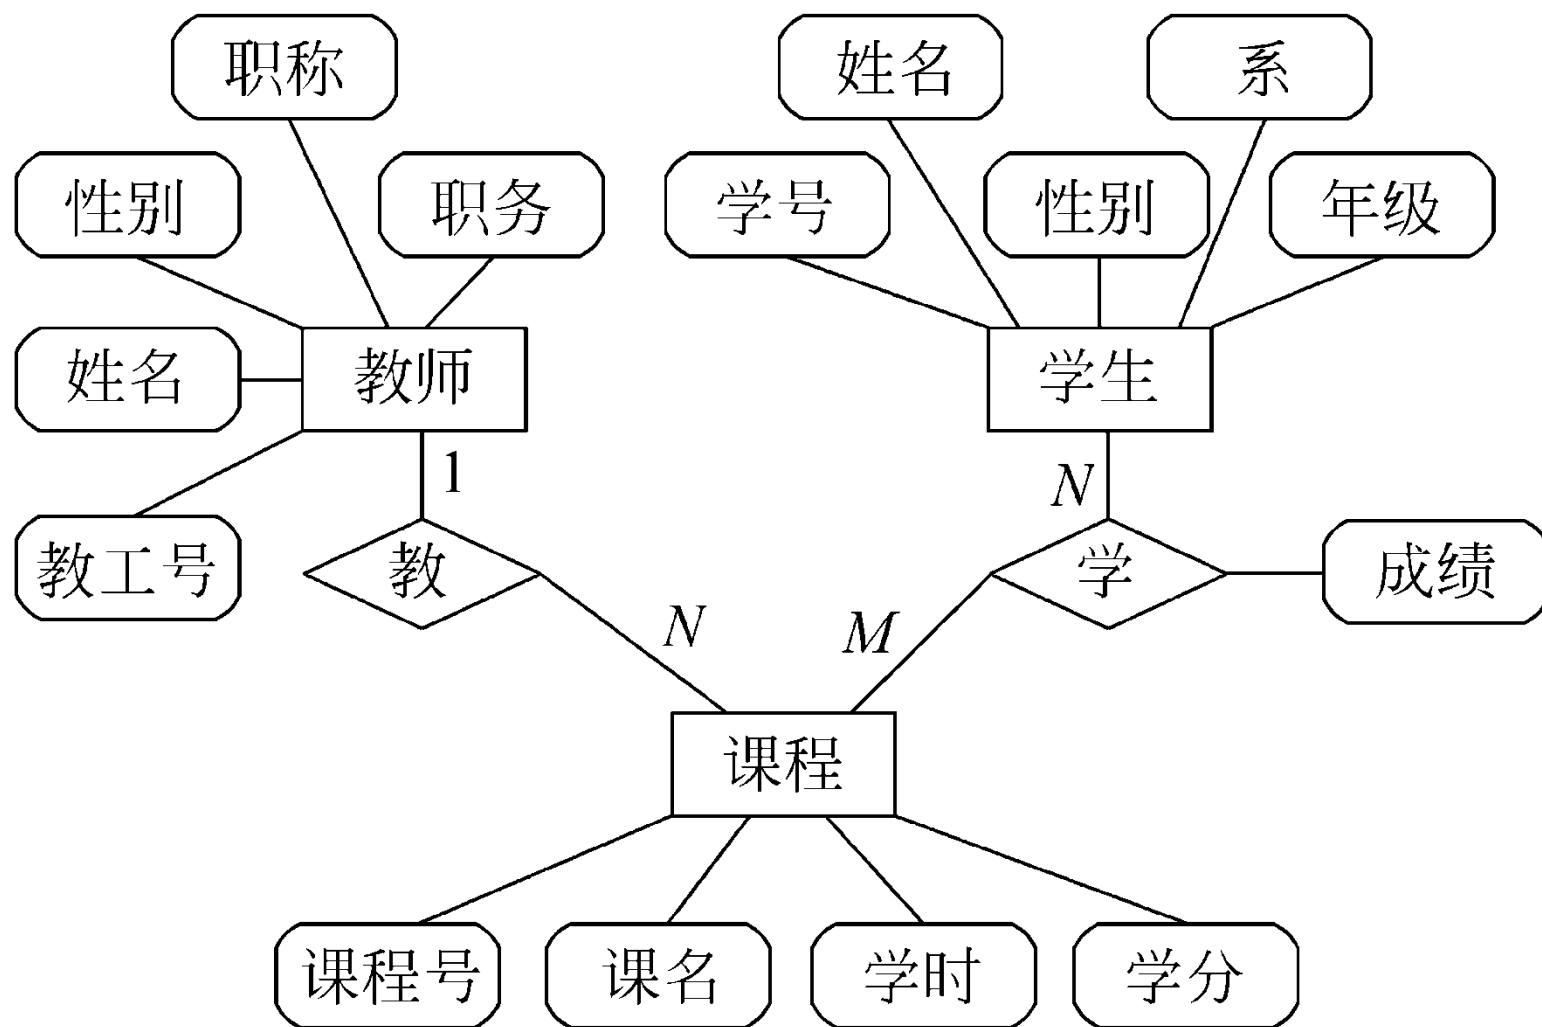 职称
姓名
系
性别
职务
学号
性别
年级
姓名
教师
学生
1
N
教工号
教
学
成绩
N
M
课程
课程号
课名
学时
学分